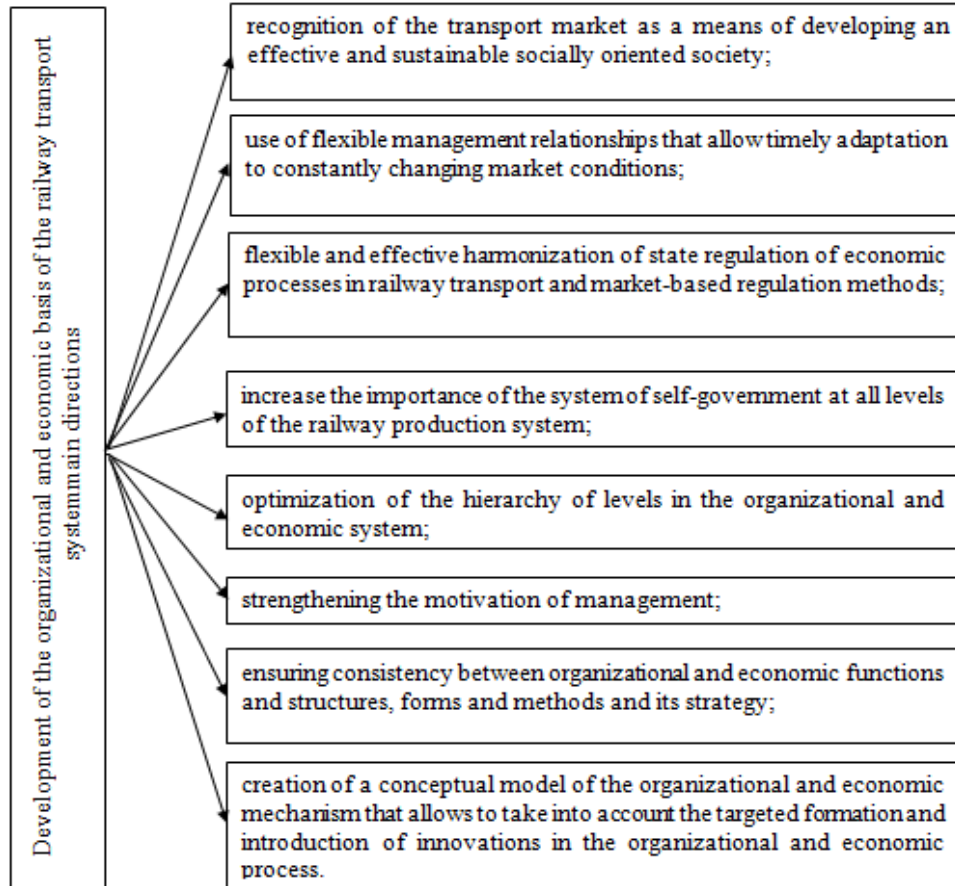 Development of the organizational and economic basis of the railway transport
systemmain directions
recognition of the transport market as a means of developing an
effective and sustainable socially oriented society;
use of flexible management relationships that allow timely adaptation
to constantly changing market conditions;
flexible and effective harmonization of state regulation of economic
processes in railway transport and market-based regulation methods;
increase the importance of the system of self-government at all levels
of the railway production system;
optimization of the hierarchy of levels in the organizational and
economic system;
strengthening the motivation of management;
ensuring consistency between organizational and economic functions
and structures, forms and methods and its strategy;
creation of a conceptual model of the organizational and economic
mechanism that allows to take into account the targeted formation and
introduction of innovations in the organizational and economic
process.